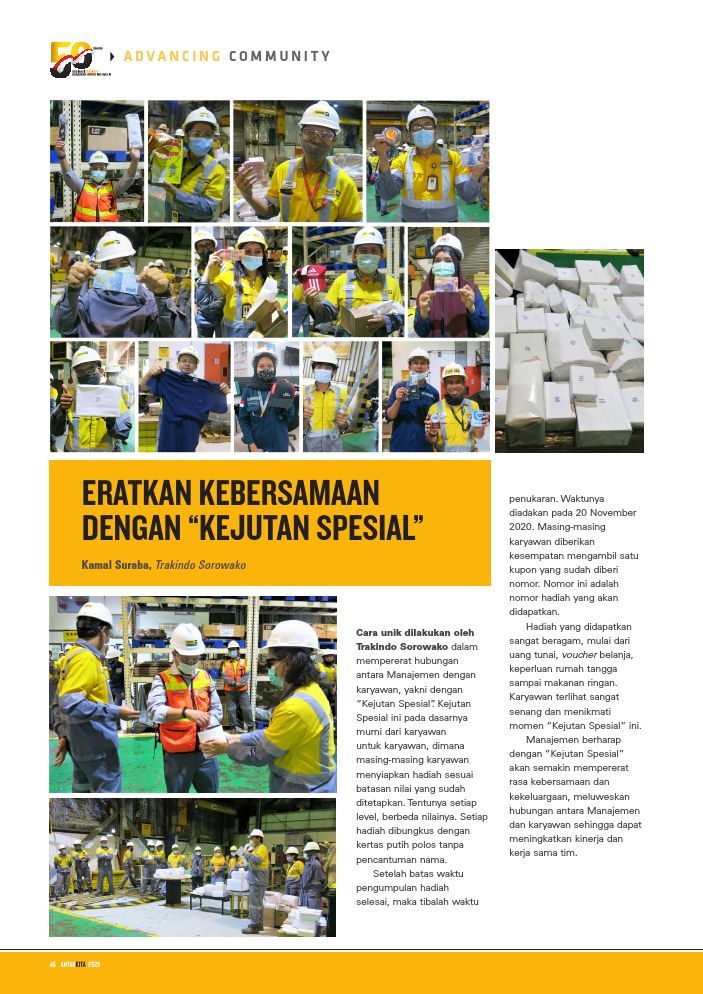 50
ADVANCING COMMUNITY
CAT
ERATKAN KEBERSAMAAN
DENGAN “KEJUTAN SPESIAL”
Kamal Suraba, Trakindo Sorowako
Cara unik dilakukan oleh
Trakindo Sorowako dalam
mempererat hubungan
antara Manajemen dengan
karyawan, yakni dengan
“Kejutan Spesial”. Kejutan
Spesial ini pada dasarnya
murni dari karyawan
untuk karyawan, dimana
masing-masing karyawan
menyiapkan hadiah sesuai
batasan nilai yang sudah
ditetapkan. Tentunya setiap
level, berbeda nilainya. Setiap
hadiah dibungkus dengan
kertas putih polos tanpa
pencantuman nama.
Setelah batas waktu
pengumpulan hadiah
selesai, maka tibalah waktu
penukaran. Waktunya
diadakan pada 20 November
2020. Masing-masing
karyawan diberikan
kesempatan mengambil satu
kupon yang sudah diberi
nomor. Nomor ini adalah
nomor hadiah yang akan
didapatkan.
Hadiah yang didapatkan
sangat beragam, mulai dari
uang tunai, voucher belanja,
keperluan rumah tangga
sampai makanan ringan.
Karyawan terlihat sangat
senang dan menikmati
momen “Kejutan Spesial” ini.
Manajemen berharap
dengan “Kejutan Spesial”
akan semakin mempererat
rasa kebersamaan dan
kekeluargaan, meluweskan
hubungan antara Manajemen
dan karyawan sehingga dapat
meningkatkan kinerja dan
kerja sama tim.
46 ANTARKITA 2020